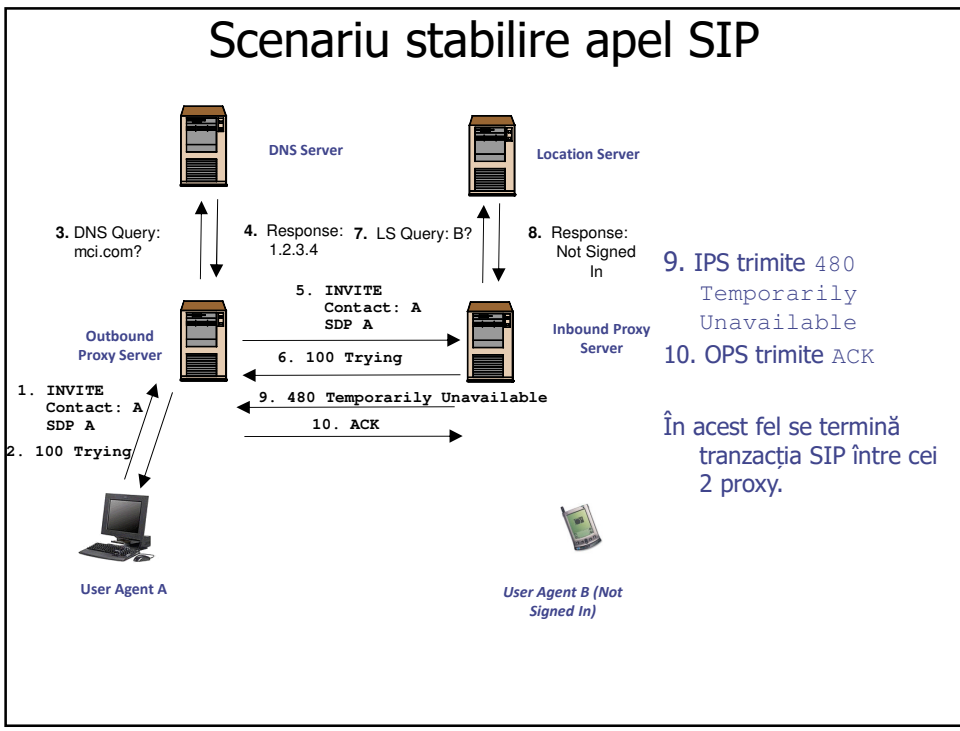 Scenariu stabilire apel SIP
DNS Server
Location Server
3. DNS Query:
mci.com?
4. Response:
1.2.3.4
7. LS Query: B?
8. Response:
Not Signed
In
5. INVITE
Contact: A
SDP A
Outbound
Proxy Server
Inbound Proxy
Server
6. 100 Trying
1. INVITE
Contact: A
SDP A
2. 100 Trying
9. 480 Temporarily Unavailable
10. ACK
User Agent A
User Agent B (Not
Signed In)
9. IPS trimite 480
Temporarily
Unavailable
10. OPS trimite ACK
În acest fel se termină
tranzacția SIP între cei
2 proxy.